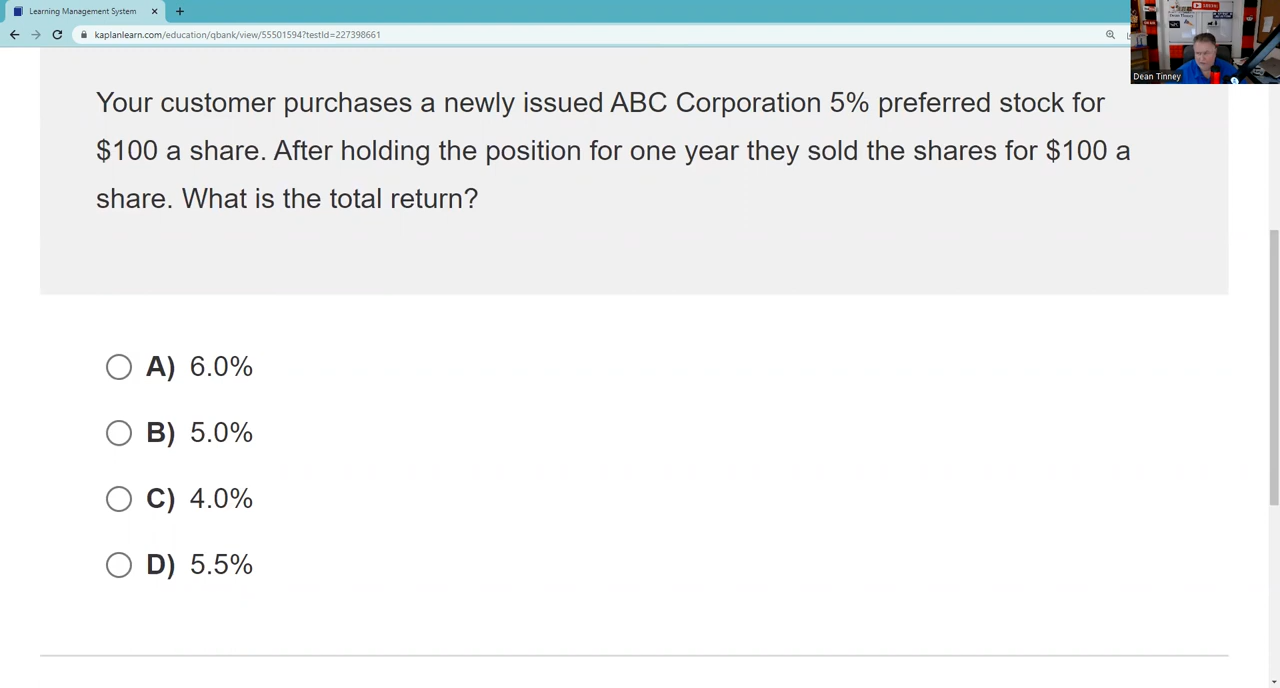 Learning Management System
kaplanlearn.com/education/qbank/view/55501594?testId=227398661
Dean Tinney
Your customer purchases a newly issued ABC Corporation 5% preferred stock for
$100 a share. After holding the position for one year they sold the shares for $100 a
share. What is the total return?
A) 6.0%
B) 5.0%
C) 4.0%
D) 5.5%